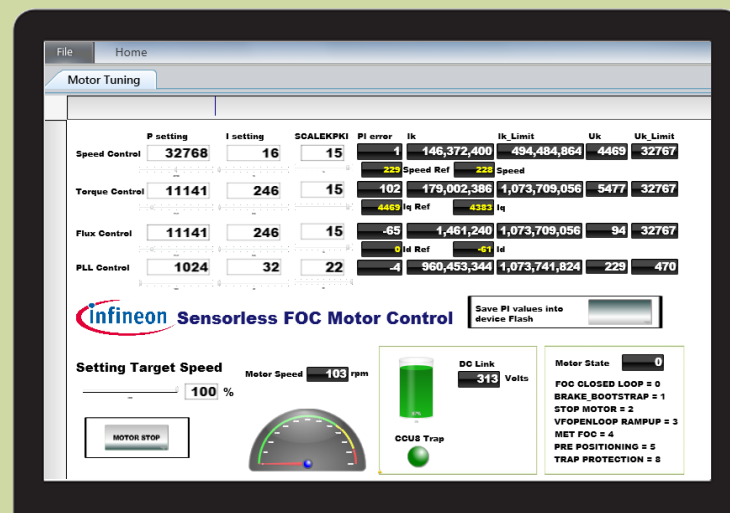 File Home
Motor Tuning
P setting I setting SCALEKPKI PI error Ik Ik_Limit Uk Uk_Limit
Speed Control 32768 16 15 1 146,372,400 494,484,864 4469 32767
229 Speed Ref 228 Speed
Torque Control 11141 246 15 102 179,002,386 1,073,709,056 5477 32767
4469 Iq Ref 4383 Iq
Flux Control 11141 246 15 -65 1,461,240 1,073,709,056 94 32767
0 Id Ref -61 Id
PLL Control 1024 32 22 -4 960,453,344 1,073,741,824 229 470
infineon Sensorless FOC Motor Control
Save PI values into
device Flash
Setting Target Speed
100 %
MOTOR STOP
Motor Speed 103 rpm
DC Link
313 Volts
CCU8 Trap
Motor State 0
FOC CLOSED LOOP = 0
BRAKE_BOOTSTRAP = 1
STOP MOTOR = 2
VFOPENLOOP RAMPUP = 3
MET FOC = 4
PRE POSITIONING = 5
TRAP PROTECTION = 8